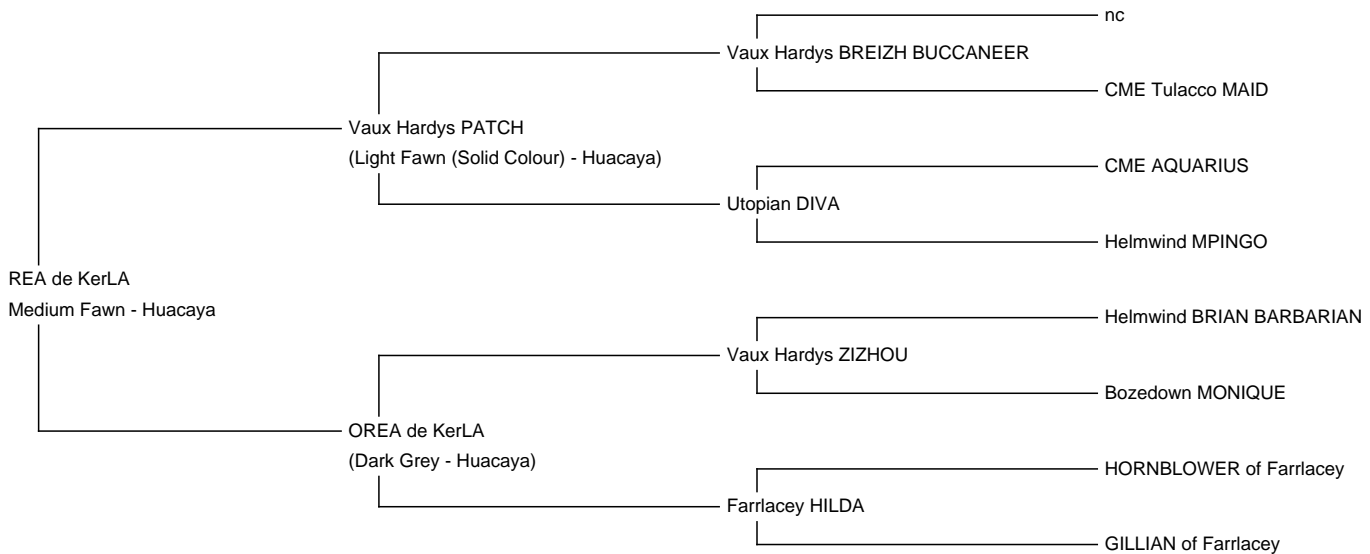 nc
Vaux Hardys BREIZH BUCCANEER
CME Tulacco MAID
Vaux Hardys PATCH
(Light Fawn (Solid Colour) - Huacaya)
CME AQUARIUS
Utopian DIVA
Helmwind MPINGO
REA de KerLA
Medium Fawn - Huacaya
Helmwind BRIAN BARBARIAN
Vaux Hardys ZIZHOU
Bozedown MONIQUE
OREA de KerLA
(Dark Grey - Huacaya)
HORNBLOWER of Farrlacey
Farrlacey HILDA
GILLIAN of Farrlacey